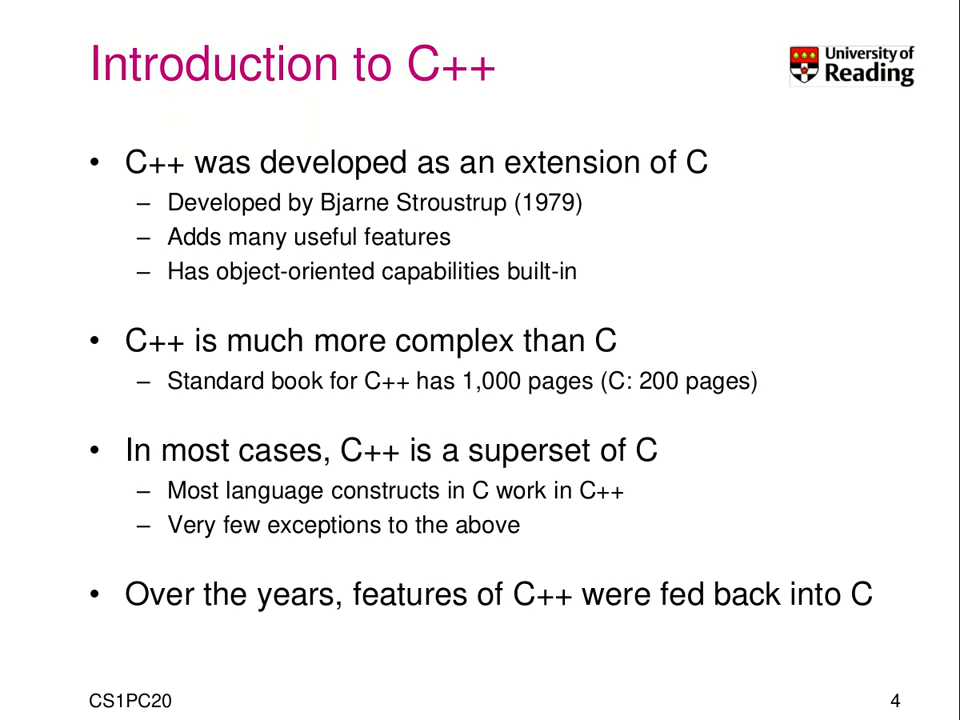 Introduction to C++
University of
Reading
• C++ was developed as an extension of C
– Developed by Bjarne Stroustrup (1979)
– Adds many useful features
– Has object-oriented capabilities built-in
• C++ is much more complex than C
– Standard book for C++ has 1,000 pages (C: 200 pages)
• In most cases, C++ is a superset of C
– Most language constructs in C work in C++
– Very few exceptions to the above
• Over the years, features of C++ were fed back into C
CS1PC20
4